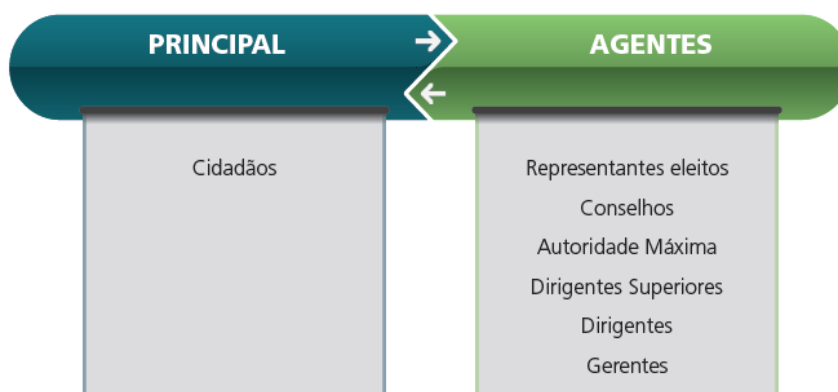 PRINCIPAL
AGENTES
Cidadãos
Representantes eleitos
Conselhos
Autoridade Máxima
Dirigentes Superiores
Dirigentes
Gerentes